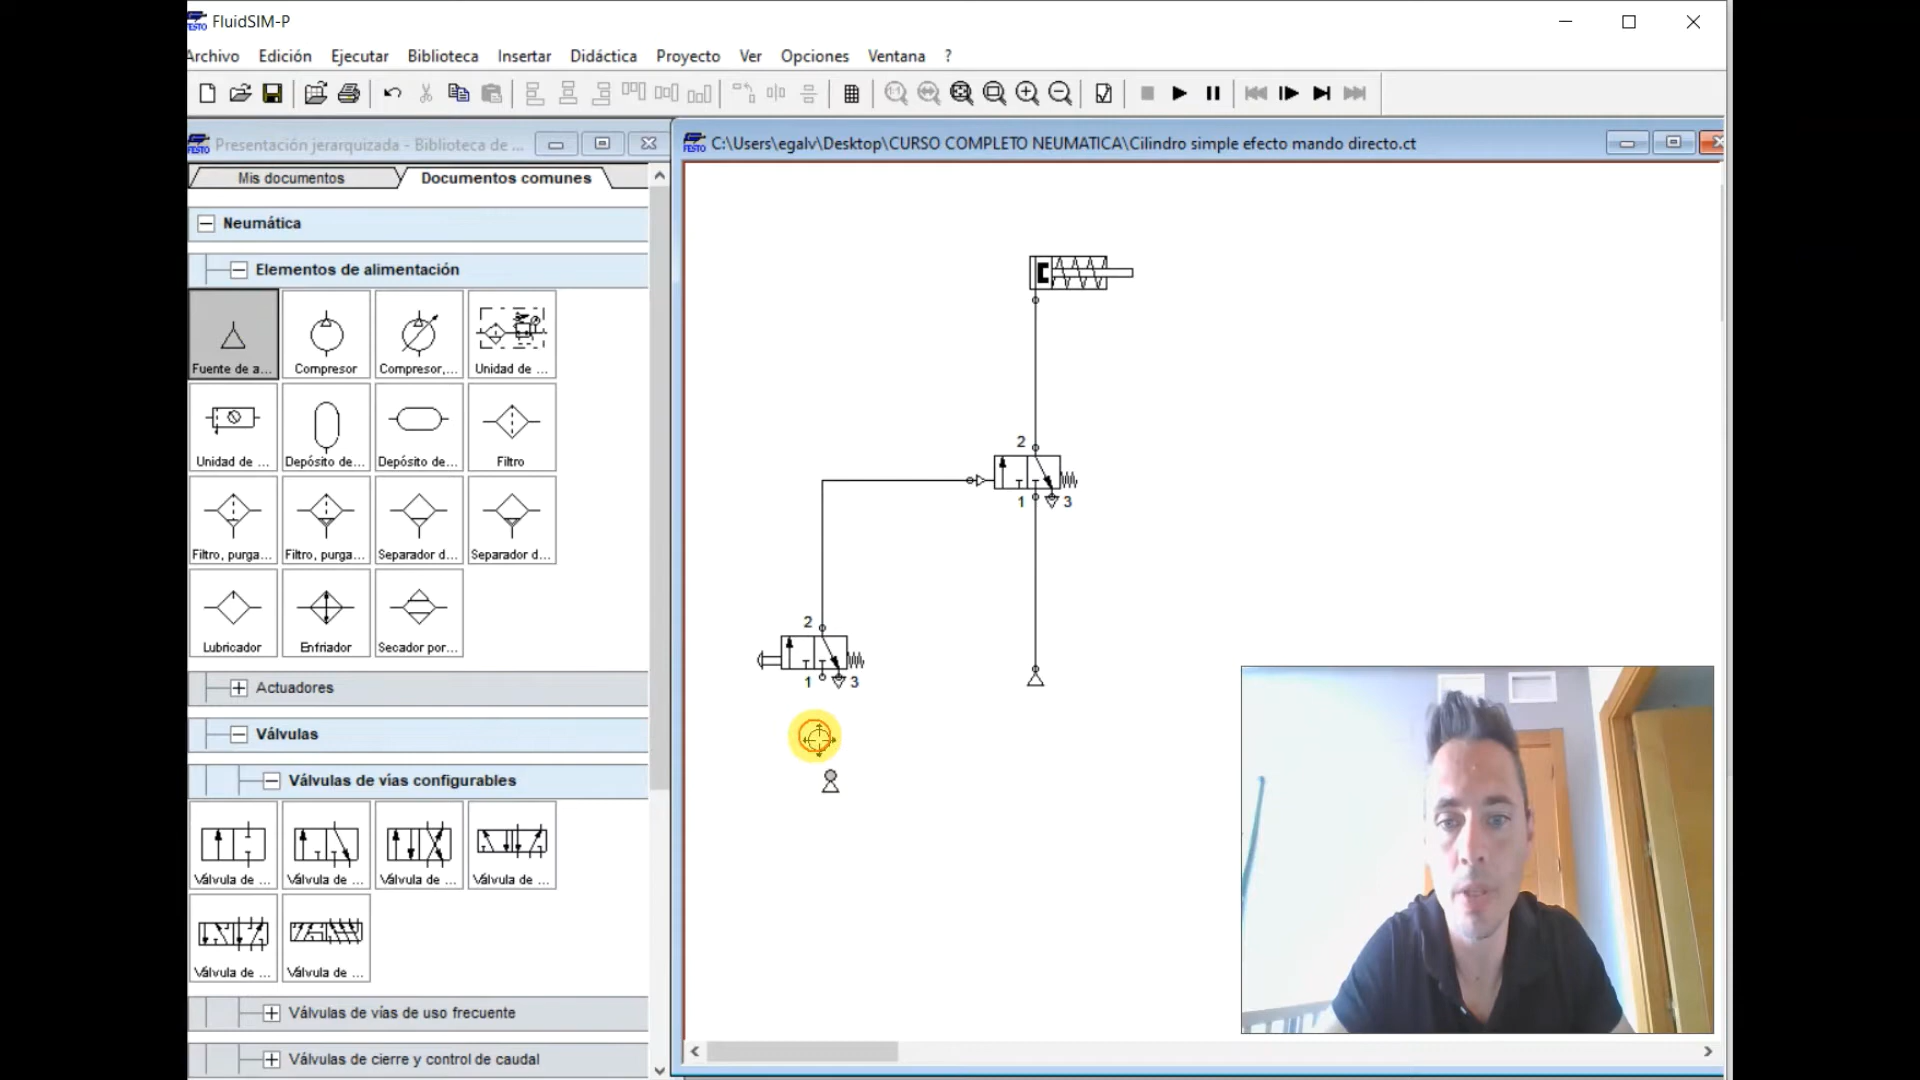 FluidSIM-P
Archivo Edición Ejecutar Biblioteca Insertar Didáctica Proyecto Ver Opciones Ventana ?
FESTO Presentación jerarquizada - Biblioteca de ...
FESTO C:\Users\egalv\Desktop\CURSO COMPLETO NEUMATICA\Cilindro simple efecto mando directo.ct
Mis documentos Documentos comunes
Neumática
Elementos de alimentación
Fuente de a... Compresor Compresor,... Unidad de ...
Unidad de ... Depósito de... Depósito de... Filtro
Filtro, purga... Filtro, purga... Separador d... Separador d...
Lubricador Enfriador Secador por...
Actuadores
Válvulas
Válvulas de vías configurables
Válvula de ... Válvula de ... Válvula de ... Válvula de ...
Válvula de ... Válvula de ...
Válvulas de vías de uso frecuente
Válvulas de cierre y control de caudal
2
1 3
2
1 3